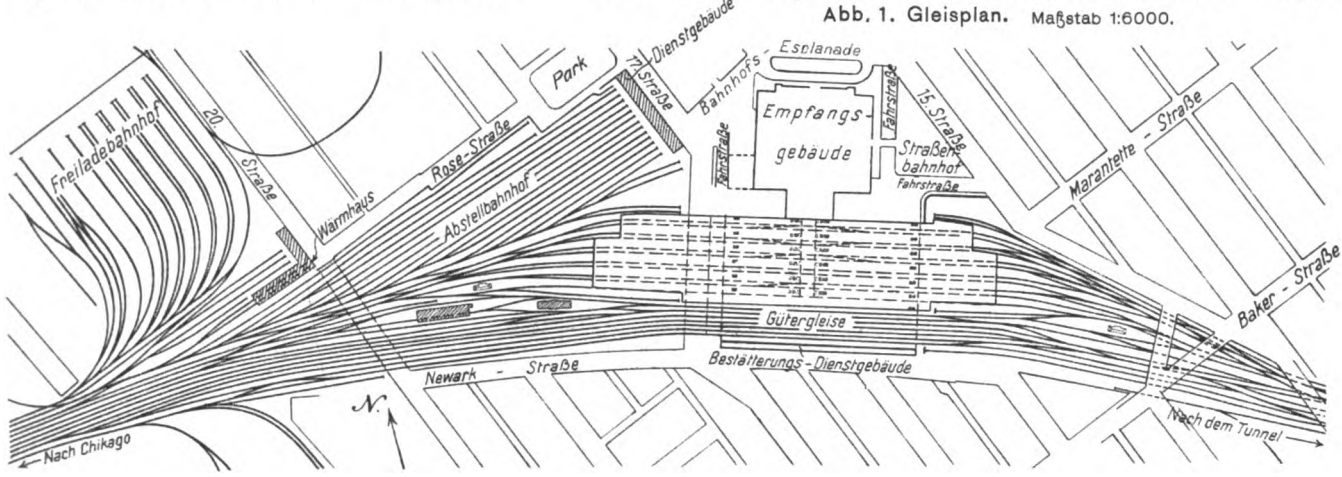 Abb. 1. Gleisplan. Maßstab 1:6000.
Esplanade
Dienstgebäude
17. Straße
Park
Bahnhofs
Empfangs-
gebäude
Fahrstraße
15. Straße
Straßen-
bahnhof
Fahrstraße
Fahrstraße
Marantette - Straße
Baker - Straße
Freiladebahnhof
20.
Straße
Rose-Straße
Wärmhaus
Abstellbahnhof
Gütergleise
Bestätterungs - Dienstgebäude
Newark - Straße
N.
Nach Chikago
Nach dem Tunnel